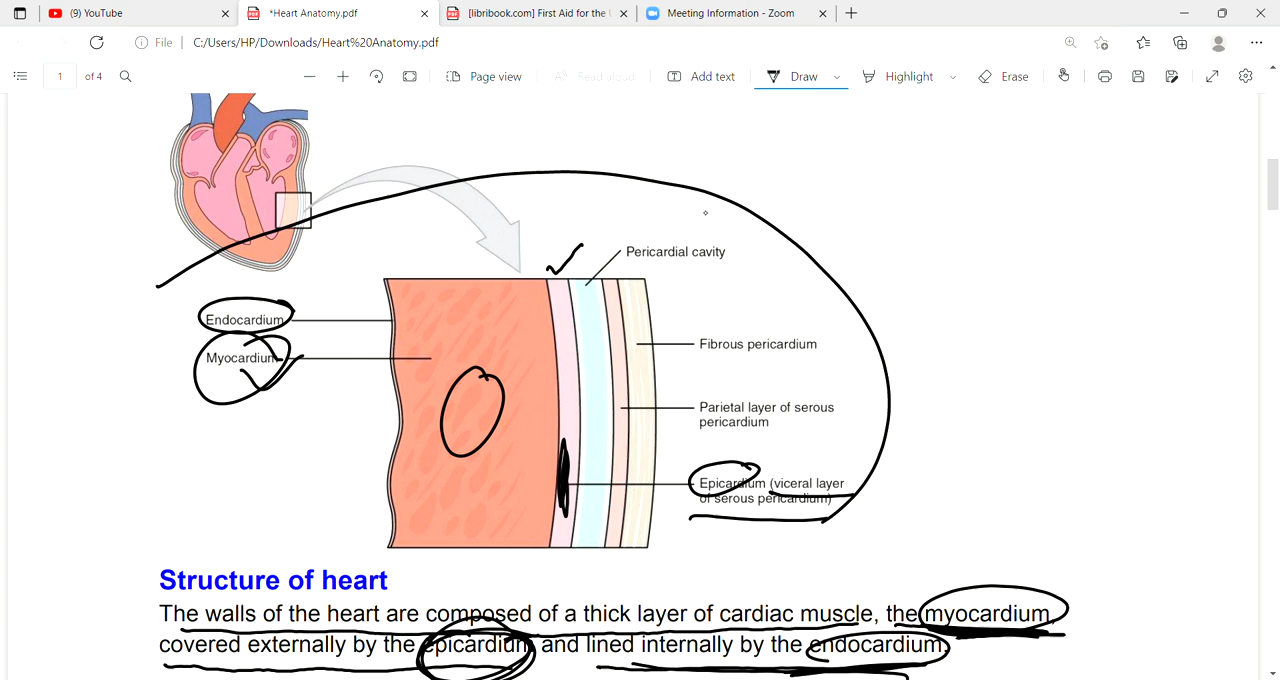 (9) YouTube
*Heart Anatomy.pdf
[libribook.com] First Aid for the
Meeting Information - Zoom
File
C:/Users/HP/Downloads/Heart%20Anatomy.pdf
1 of 4
Page view
Read aloud
Add text
Draw
Highlight
Erase
Pericardial cavity
Endocardium
Myocardium
Fibrous pericardium
Parietal layer of serous
pericardium
Epicardium (viceral layer
of serous pericardium)
Structure of heart
The walls of the heart are composed of a thick layer of cardiac muscle, the myocardium,
covered externally by the epicardium and lined internally by the endocardium.